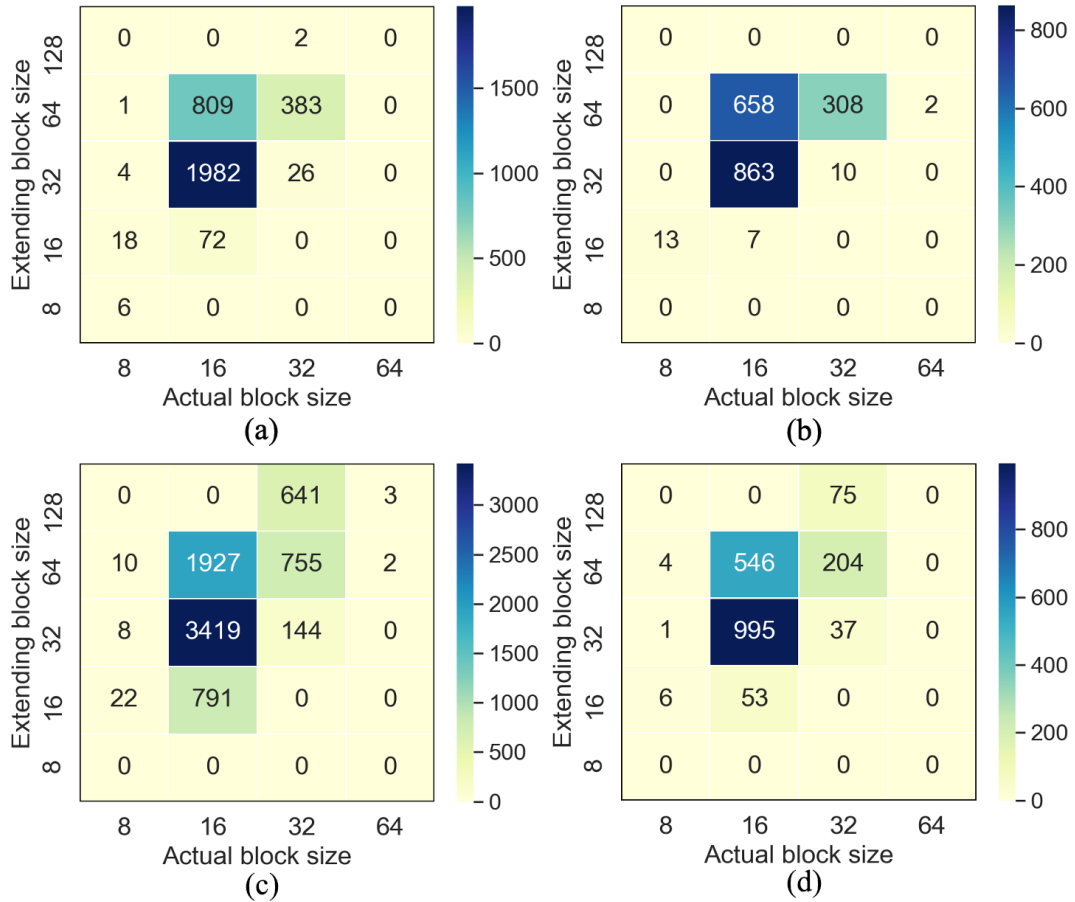 0 0 2 0
1 809 383 0
4 1982 26 0
18 72 0 0
6 0 0 0
128
64
32
16
8
Extending block size
8 16 32 64
Actual block size
1500
1000
500
0
(a)
0 0 0 0
0 658 308 2
0 863 10 0
13 7 0 0
0 0 0 0
128
64
32
16
8
Extending block size
8 16 32 64
Actual block size
800
600
400
200
0
(b)
0 0 641 3
10 1927 755 2
8 3419 144 0
22 791 0 0
0 0 0 0
128
64
32
16
8
Extending block size
8 16 32 64
Actual block size
3000
2500
2000
1500
1000
500
0
(c)
0 0 75 0
4 546 204 0
1 995 37 0
6 53 0 0
0 0 0 0
128
64
32
16
8
Extending block size
8 16 32 64
Actual block size
800
600
400
200
0
(d)